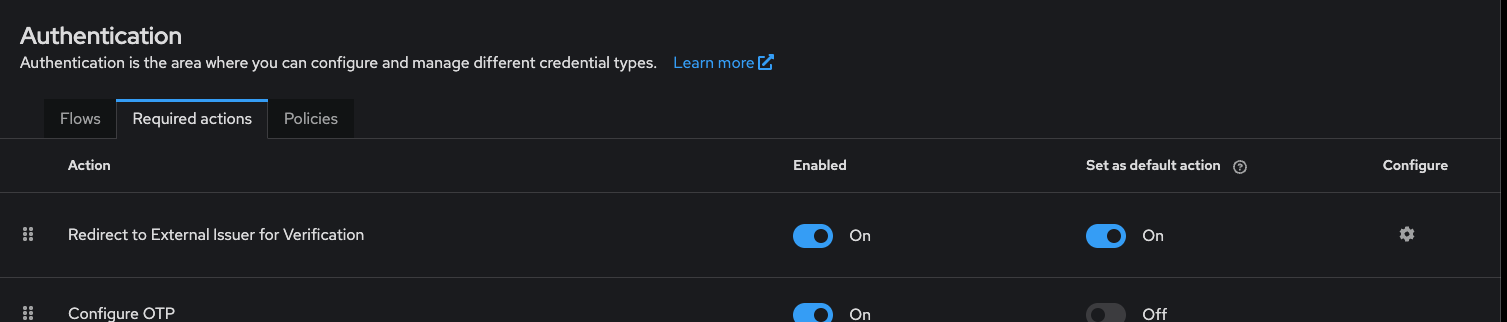 Authentication
Authentication is the area where you can configure and manage different credential types. Learn more
Flows Required actions Policies
Action Enabled Set as default action Configure
Redirect to External Issuer for Verification On On
Configure OTP On Off